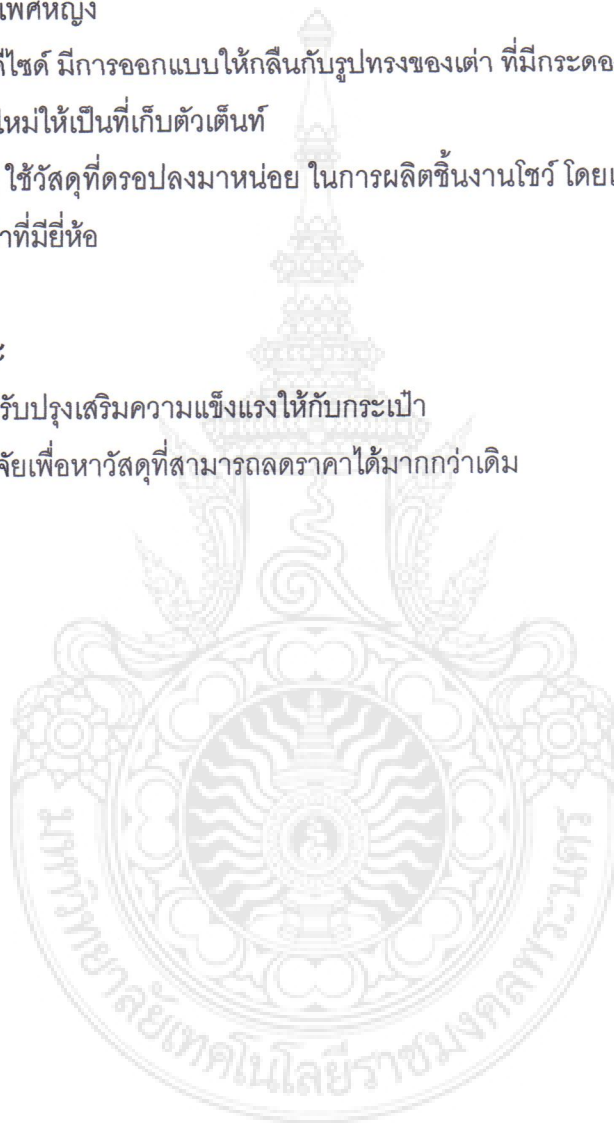 เพศหญิง
ดีไซด์ มีการออกแบบให้กลืนกับรูปทรงของเต่า ที่มีกระดอ
ใหม่ให้เป็นที่เก็บตัวเต็นท์
ใช้วัสดุที่ดรอปลงมาหน่อย ในการผลิตชิ้นงานโชว์ โดยเ
าที่มียี่ห้อ
ะ
รับปรุงเสริมความแข็งแรงให้กับกระเป๋า
จัยเพื่อหาวัสดุที่สามารถลดราคาได้มากกว่าเดิม
มหาวิทยาลัยเทคโนโลยีราชมงคลพระนคร